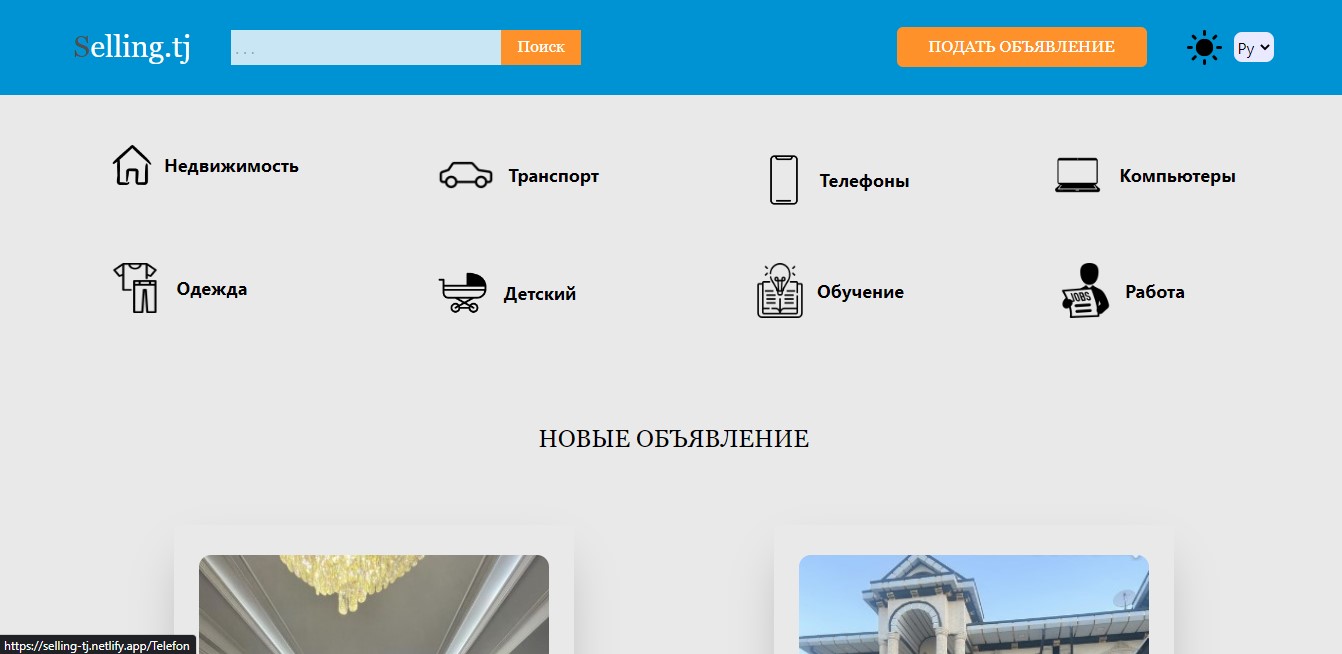 Selling.tj
. . .
Поиск
ПОДАТЬ ОБЪЯВЛЕНИЕ
Ру
Недвижимость
Транспорт
Телефоны
Компьютеры
Одежда
Детский
Обучение
JOBS
Работа
НОВЫЕ ОБЪЯВЛЕНИЕ
https://selling-tj.netlify.app/Telefon